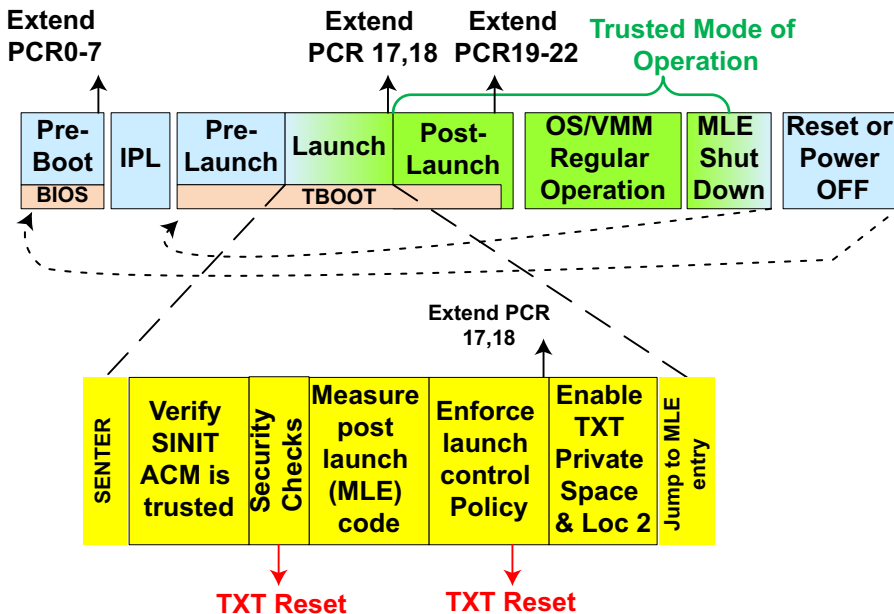 Extend
PCR0-7
Extend
PCR 17,18
Extend
PCR19-22
Trusted Mode of
Operation
Pre-
Boot
BIOS
IPL
Pre-
Launch
Launch
Post-
Launch
TBOOT
OS/VMM
Regular
Operation
MLE
Shut
Down
Reset or
Power
OFF
Extend PCR
17,18
SENTER
Verify
SINIT
ACM is
trusted
Security
Checks
Measure
post
launch
(MLE)
code
Enforce
launch
control
Policy
Enable
TXT
Private
Space
& Loc 2
Jump to MLE
entry
TXT Reset
TXT Reset